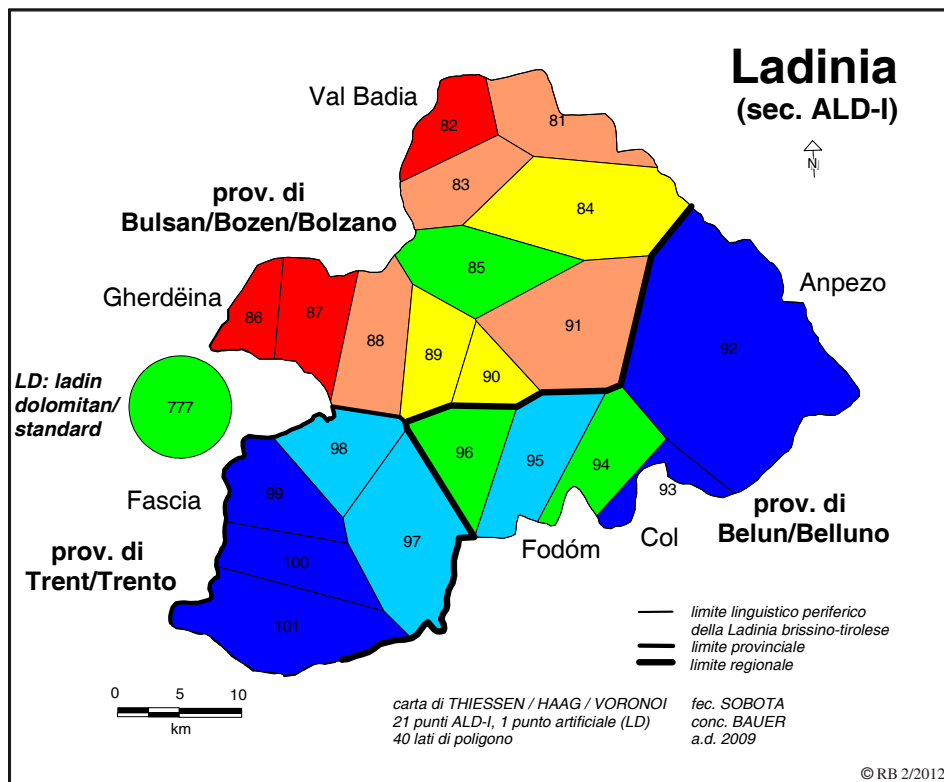 Ladinia
(sec. ALD-I)
N
Val Badia
prov. di
Bulsan/Bozen/Bolzano
Gherdëina
Anpezo
LD: ladin
dolomitan/
standard
777
Fascia
prov. di
Trent/Trento
Fodóm
Col
prov. di
Belun/Belluno
81
82
83
84
85
86
87
88
89
90
91
92
93
94
95
96
97
98
99
100
101
limite linguistico periferico
della Ladinia brissino-tirolese
limite provinciale
limite regionale
0 5 10
km
carta di THIESSEN / HAAG / VORONOI
21 punti ALD-I, 1 punto artificiale (LD)
40 lati di poligono
fec. SOBOTA
conc. BAUER
a.d. 2009
© RB 2/2012